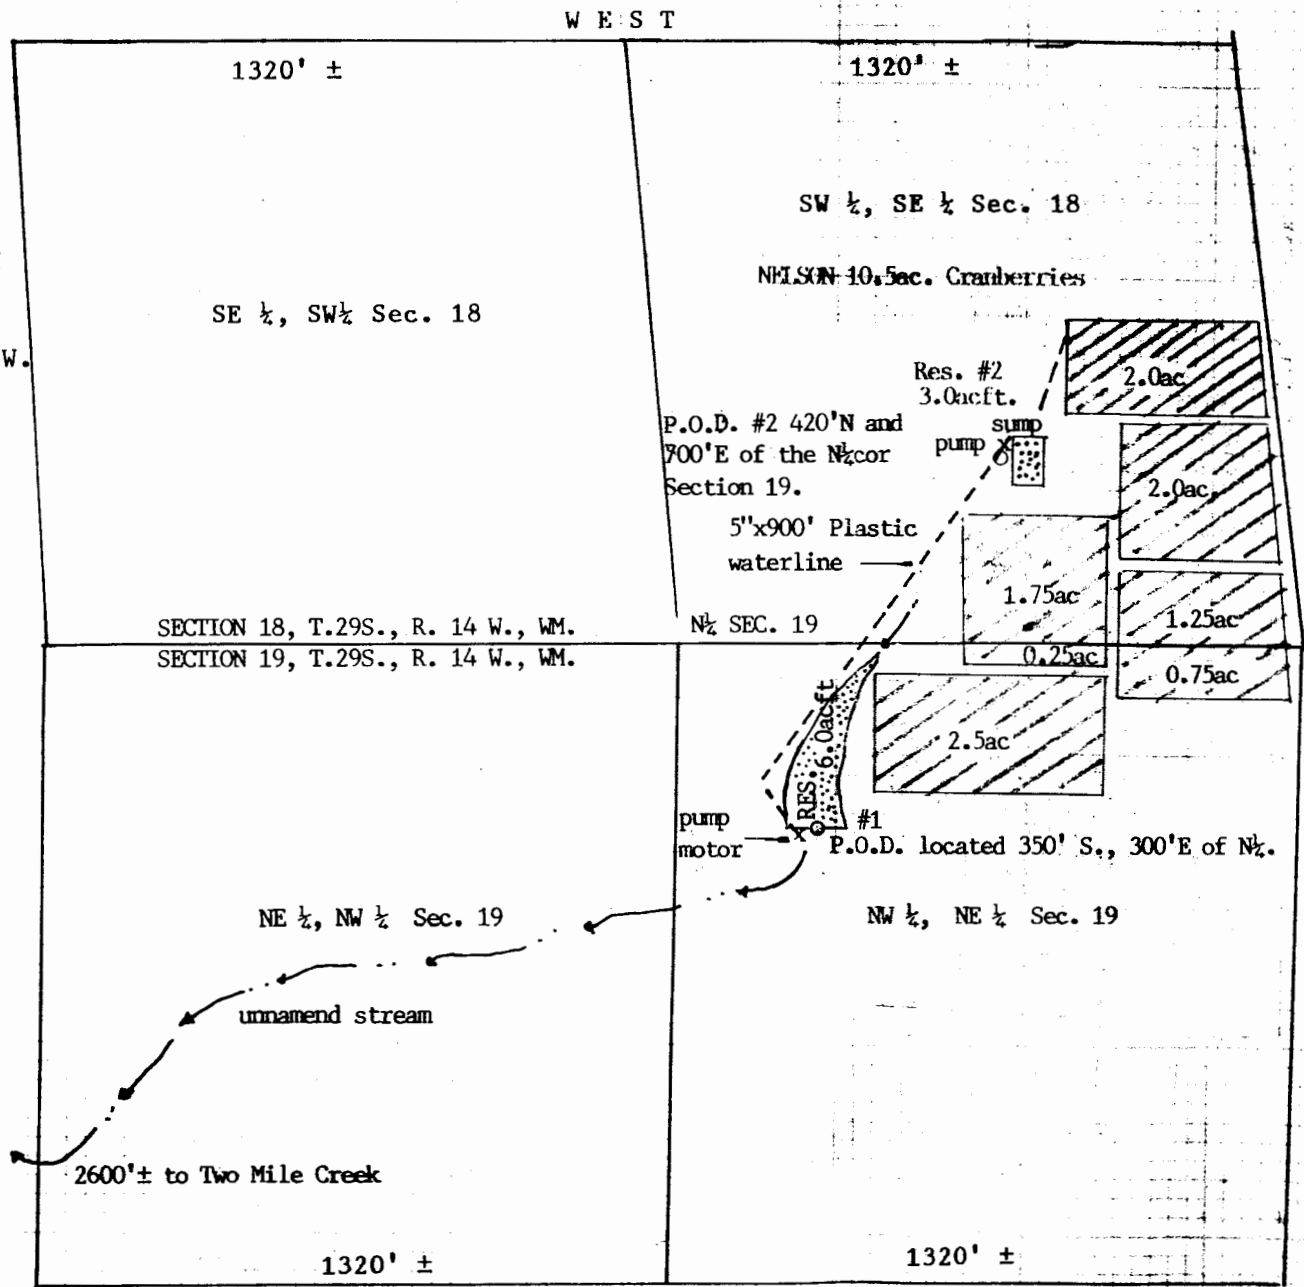 WEST
1320' ±
1320' ±
SW ¼, SE ¼ Sec. 18
NELSON 10.5ac. Cranberries
SE ¼, SW¼ Sec. 18
W.
2.0ac
Res. #2
3.0acft.
P.O.D. #2 420'N and
700'E of the N¼cor
Section 19.
sump
pump X
2.0ac
5"x900' Plastic
waterline
1.75ac
1.25ac
SECTION 18, T.29S., R. 14 W., WM.
N¼ SEC. 19
SECTION 19, T.29S., R. 14 W., WM.
0.25ac
0.75ac
RES. 6.0acft
2.5ac
pump
motor
X
#1
P.O.D. located 350' S., 300'E of N¼.
NE ¼, NW ¼ Sec. 19
NW ¼, NE ¼ Sec. 19
unnamend stream
2600'± to Two Mile Creek
1320' ±
1320' ±